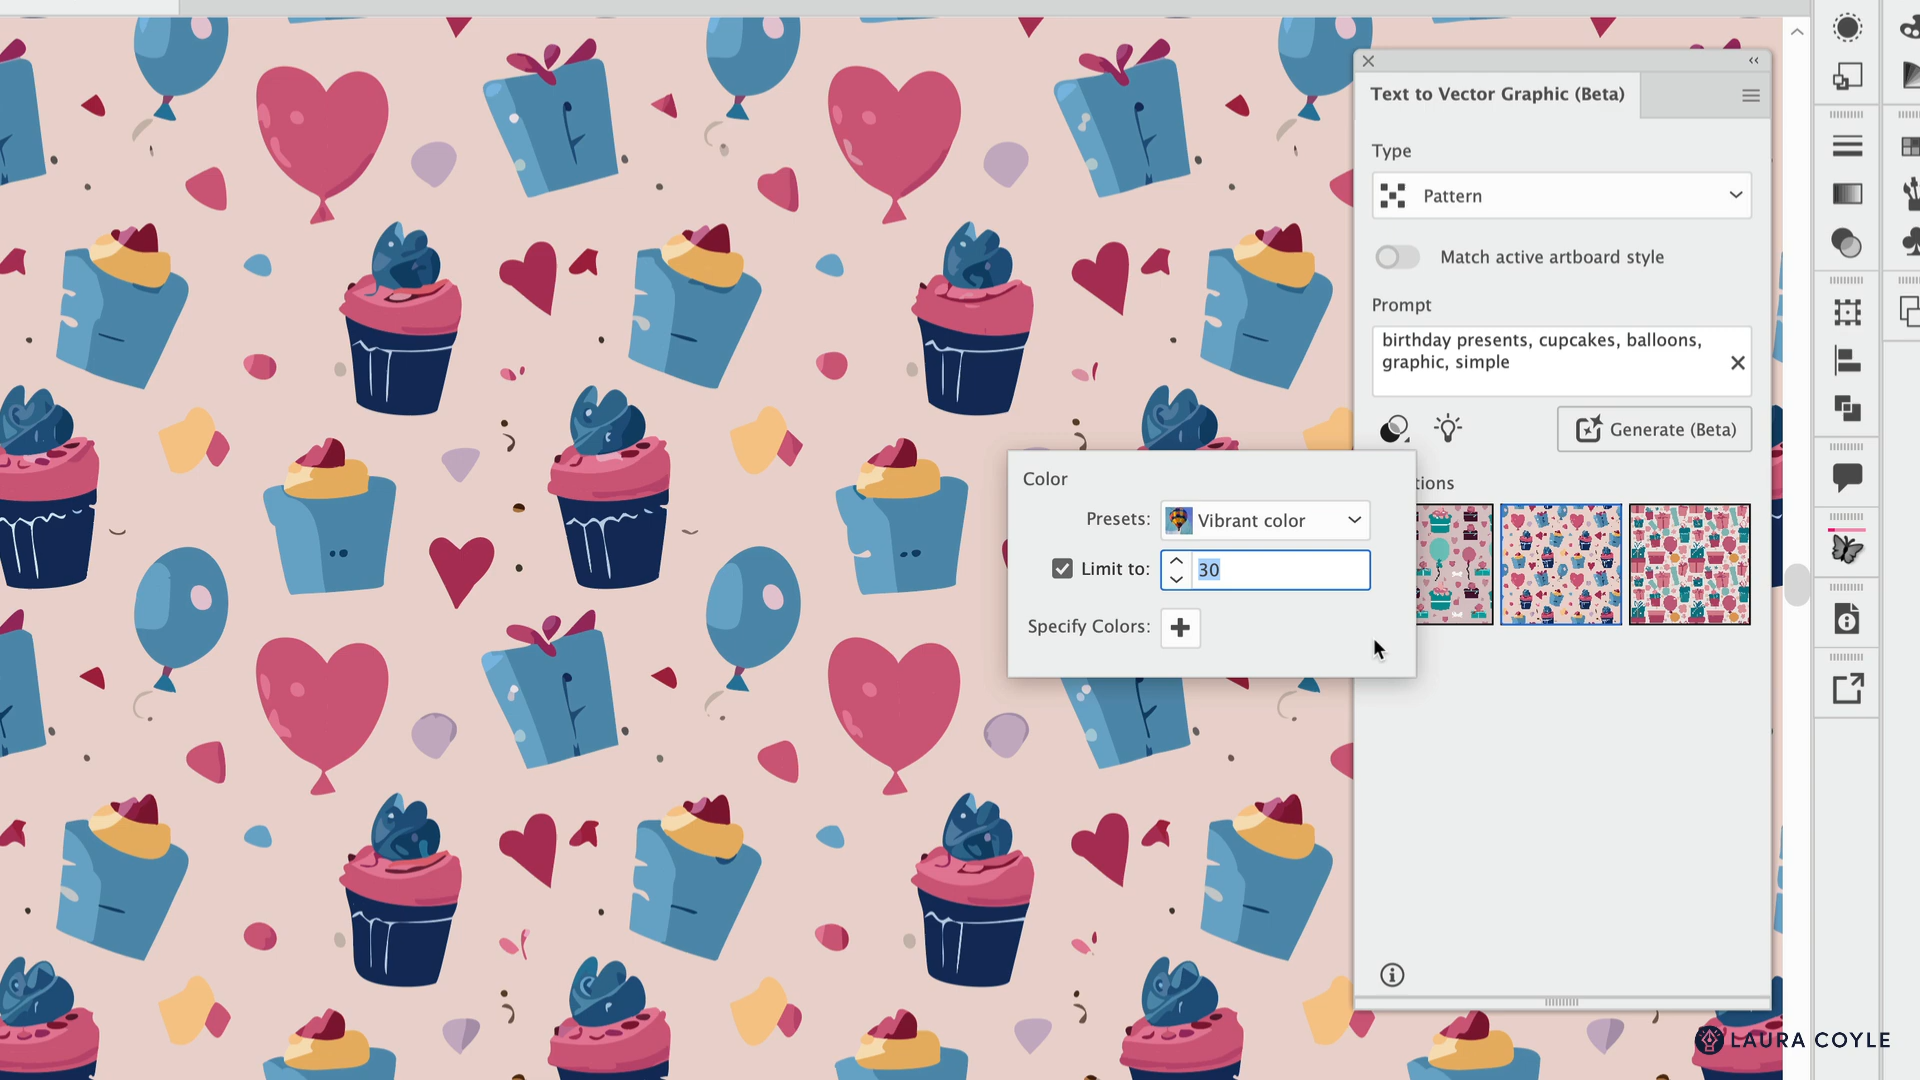 Text to Vector Graphic (Beta)
Type
Pattern
Match active artboard style
Prompt
birthday presents, cupcakes, balloons,
graphic, simple
Generate (Beta)
tions
Color
Presets: Vibrant color
Limit to: 30
Specify Colors:
LAURA COYLE